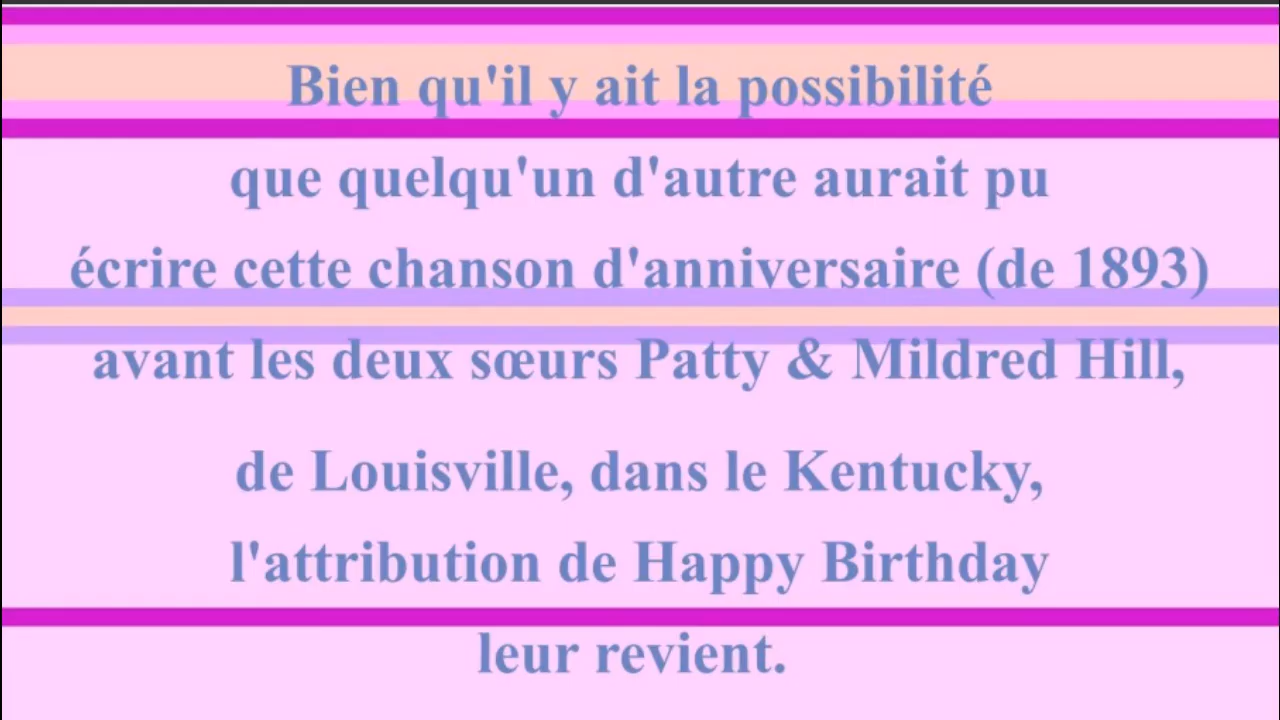 Bien qu'il y ait la possibilité
que quelqu'un d'autre aurait pu
écrire cette chanson d'anniversaire (de 1893)
avant les deux sœurs Patty & Mildred Hill,
de Louisville, dans le Kentucky,
l'attribution de Happy Birthday
leur revient.